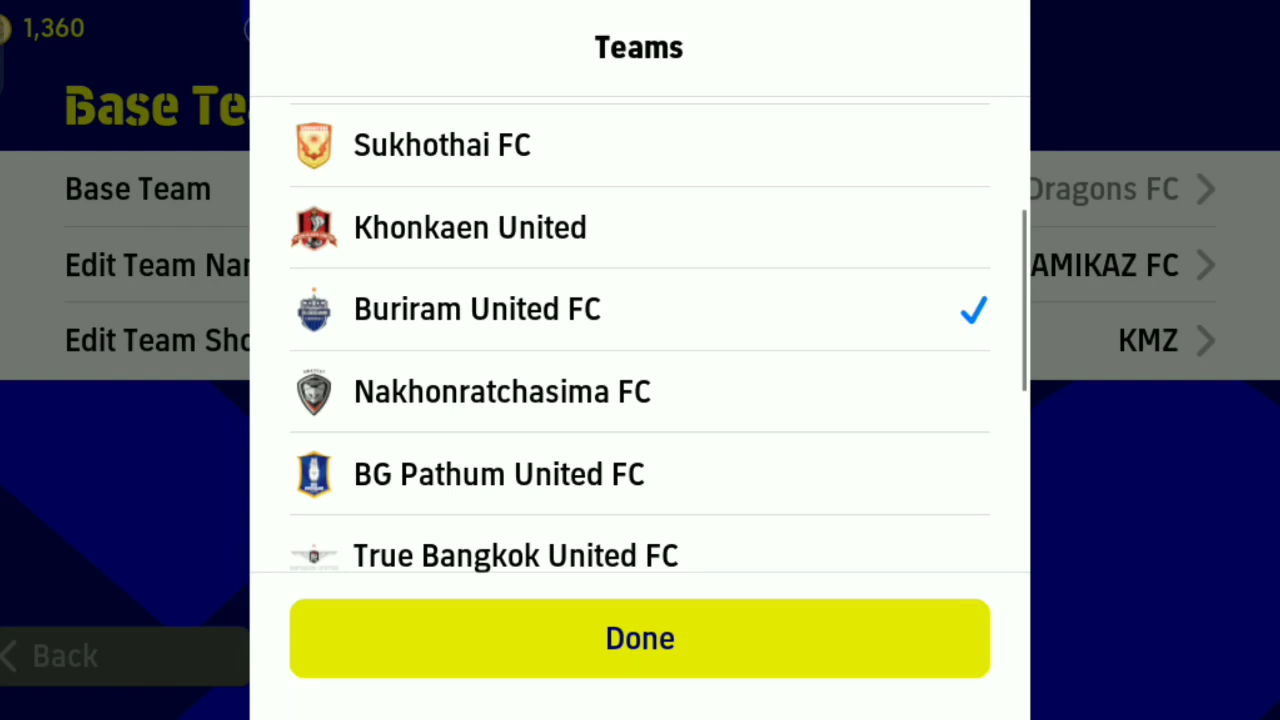 1,360
Teams
Base Te
Sukhothai FC
Base Team
Dragons FC
Khonkaen United
Edit Team Nar
AMIKAZ FC
Buriram United FC
Edit Team Sho
KMZ
Nakhonratchasima FC
BG Pathum United FC
True Bangkok United FC
Done
Back